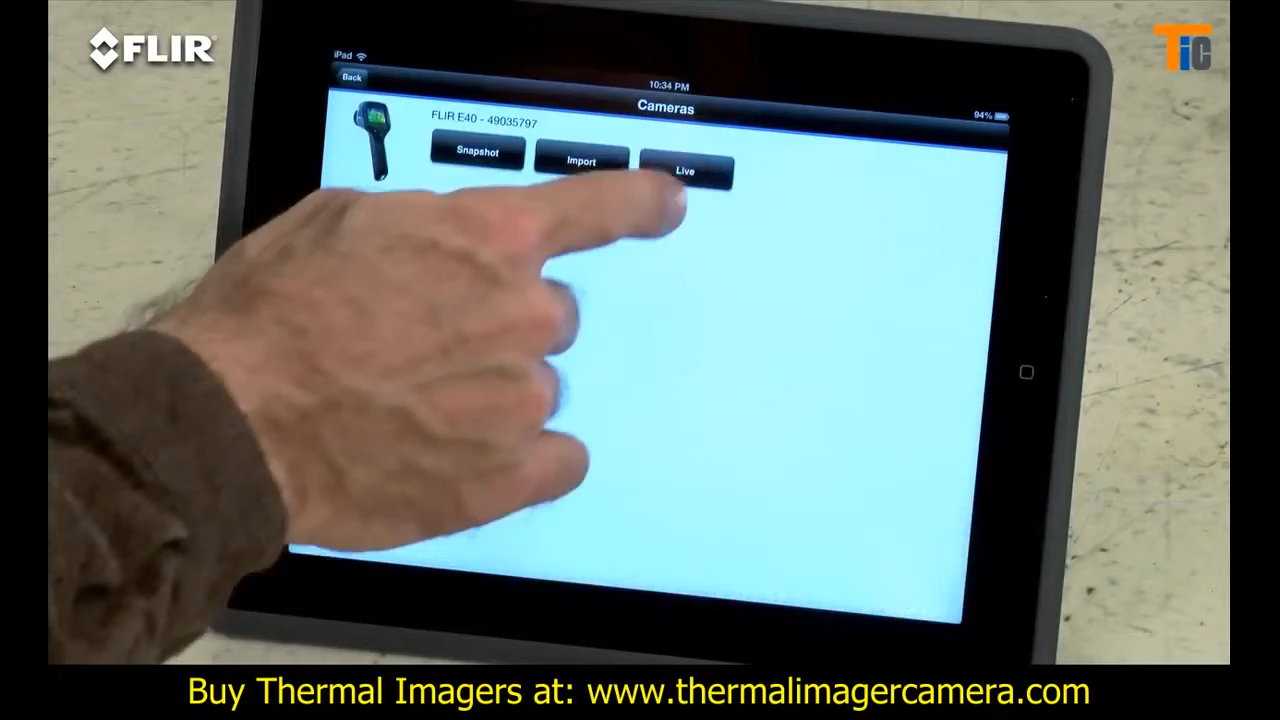 FLIR
TiC
iPad
Back
10:34 PM
94%
Cameras
FLIR E40 - 49035797
Snapshot
Import
Live
Buy Thermal Imagers at: www.thermalimagercamera.com